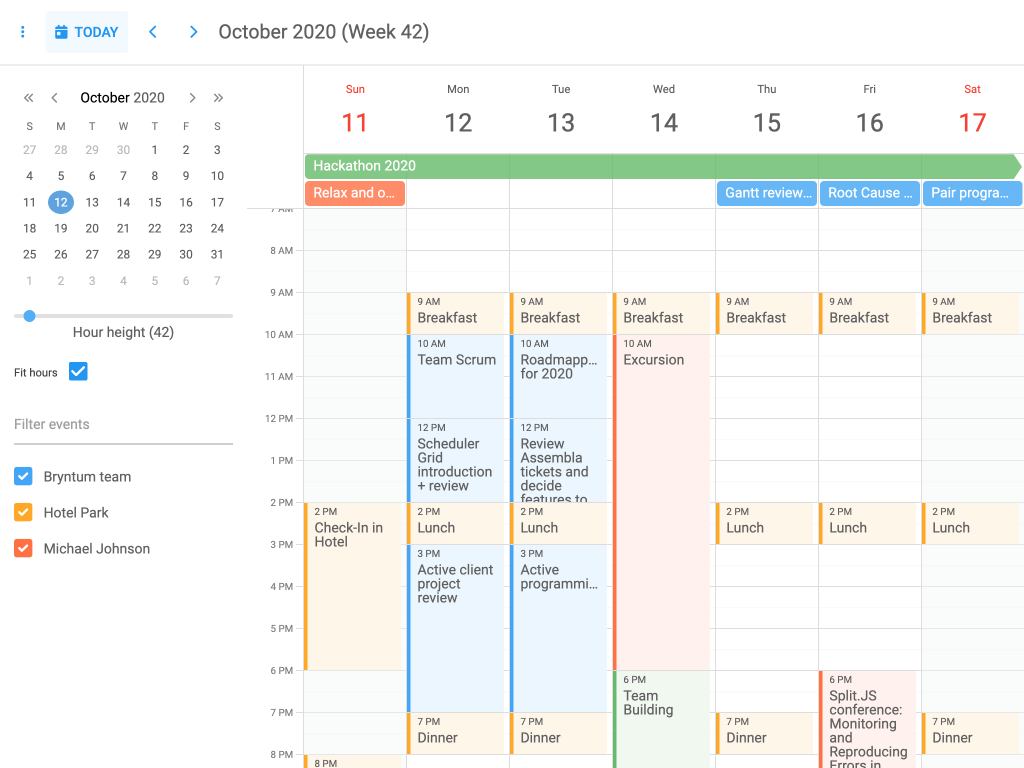 TODAY
October 2020 (Week 42)
October 2020
S M T W T F S
27 28 29 30 1 2 3
4 5 6 7 8 9 10
11 12 13 14 15 16 17
18 19 20 21 22 23 24
25 26 27 28 29 30 31
1 2 3 4 5 6 7
Hour height (42)
Fit hours
Filter events
Bryntum team
Hotel Park
Michael Johnson
Sun Mon Tue Wed Thu Fri Sat
11 12 13 14 15 16 17
Hackathon 2020
Relax and o... Gantt review... Root Cause ... Pair progra...
7 AM
8 AM
9 AM
10 AM
11 AM
12 PM
1 PM
2 PM
3 PM
4 PM
5 PM
6 PM
7 PM
8 PM
2 PM
Check-In in
Hotel
8 PM
9 AM
Breakfast
10 AM
Team Scrum
12 PM
Scheduler
Grid
introduction
+ review
2 PM
Lunch
3 PM
Active client
project
review
7 PM
Dinner
9 AM
Breakfast
10 AM
Roadmapp...
for 2020
12 PM
Review
Assembla
tickets and
decide
features to
2 PM
Lunch
3 PM
Active
programmi...
7 PM
Dinner
9 AM
Breakfast
10 AM
Excursion
6 PM
Team
Building
9 AM
Breakfast
2 PM
Lunch
7 PM
Dinner
9 AM
Breakfast
2 PM
Lunch
6 PM
Split.JS
conference:
Monitoring
and
Reproducing
Errors in
9 AM
Breakfast
2 PM
Lunch
7 PM
Dinner